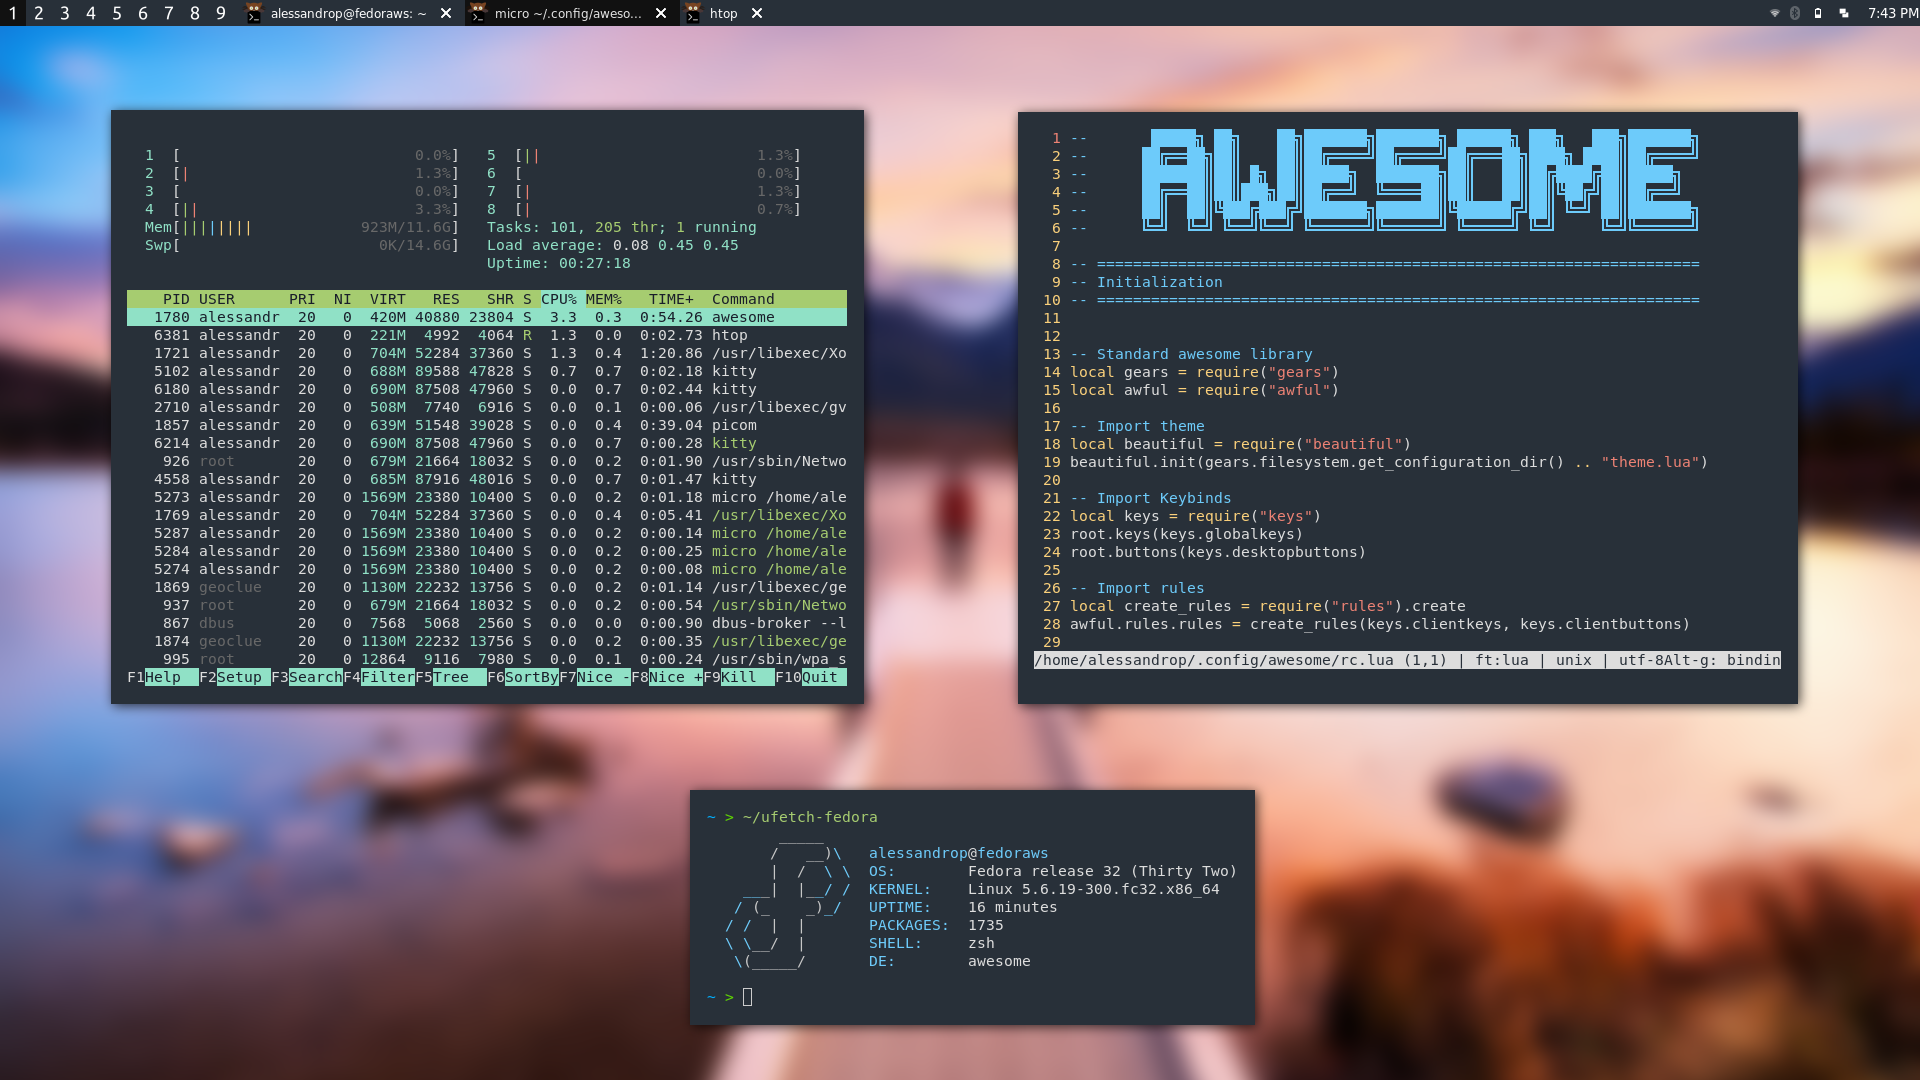 1 2 3 4 5 6 7 8 9 alessandrop@fedoraws: ~ micro ~/.config/aweso... htop 7:43 PM
1 [ 0.0%] 5 [|| 1.3%]
2 [| 1.3%] 6 [ 0.0%]
3 [ 0.0%] 7 [| 1.3%]
4 [|| 3.3%] 8 [| 0.7%]
Mem[|||||||| 923M/11.6G] Tasks: 101, 205 thr; 1 running
Swp[ 0K/14.6G] Load average: 0.08 0.45 0.45
Uptime: 00:27:18
PID USER PRI NI VIRT RES SHR S CPU% MEM% TIME+ Command
1780 alessandr 20 0 420M 40880 23804 S 3.3 0.3 0:54.26 awesome
6381 alessandr 20 0 221M 4992 4064 R 1.3 0.0 0:02.73 htop
1721 alessandr 20 0 704M 52284 37360 S 1.3 0.4 1:20.86 /usr/libexec/Xo
5102 alessandr 20 0 688M 89588 47828 S 0.7 0.7 0:02.18 kitty
6180 alessandr 20 0 690M 87508 47960 S 0.0 0.7 0:02.44 kitty
2710 alessandr 20 0 508M 7740 6916 S 0.0 0.1 0:00.06 /usr/libexec/gv
1857 alessandr 20 0 639M 51548 39028 S 0.0 0.4 0:39.04 picom
6214 alessandr 20 0 690M 87508 47960 S 0.0 0.7 0:00.28 kitty
926 root 20 0 679M 21664 18032 S 0.0 0.2 0:01.90 /usr/sbin/Netwo
4558 alessandr 20 0 685M 87916 48016 S 0.0 0.7 0:01.47 kitty
5273 alessandr 20 0 1569M 23380 10400 S 0.0 0.2 0:01.18 micro /home/ale
1769 alessandr 20 0 704M 52284 37360 S 0.0 0.4 0:05.41 /usr/libexec/Xo
5287 alessandr 20 0 1569M 23380 10400 S 0.0 0.2 0:00.14 micro /home/ale
5284 alessandr 20 0 1569M 23380 10400 S 0.0 0.2 0:00.25 micro /home/ale
5274 alessandr 20 0 1569M 23380 10400 S 0.0 0.2 0:00.08 micro /home/ale
1869 geoclue 20 0 1130M 22232 13756 S 0.0 0.2 0:01.14 /usr/libexec/ge
937 root 20 0 679M 21664 18032 S 0.0 0.2 0:00.54 /usr/sbin/Netwo
867 dbus 20 0 7568 5068 2560 S 0.0 0.0 0:00.90 dbus-broker --l
1874 geoclue 20 0 1130M 22232 13756 S 0.0 0.2 0:00.35 /usr/libexec/ge
995 root 20 0 12864 9116 7980 S 0.0 0.1 0:00.24 /usr/sbin/wpa_s
F1Help F2Setup F3SearchF4FilterF5Tree F6SortByF7Nice -F8Nice +F9Kill F10Quit
AWESOME
1 --
2 --
3 --
4 --
5 --
6 --
7
8 -- ===================================================================
9 -- Initialization
10 -- ===================================================================
11
12
13 -- Standard awesome library
14 local gears = require("gears")
15 local awful = require("awful")
16
17 -- Import theme
18 local beautiful = require("beautiful")
19 beautiful.init(gears.filesystem.get_configuration_dir() .. "theme.lua")
20
21 -- Import Keybinds
22 local keys = require("keys")
23 root.keys(keys.globalkeys)
24 root.buttons(keys.desktopbuttons)
25
26 -- Import rules
27 local create_rules = require("rules").create
28 awful.rules.rules = create_rules(keys.clientkeys, keys.clientbuttons)
29
/home/alessandrop/.config/awesome/rc.lua (1,1) | ft:lua | unix | utf-8Alt-g: bindin
~ > ~/ufetch-fedora
alessandrop@fedoraws
OS: Fedora release 32 (Thirty Two)
KERNEL: Linux 5.6.19-300.fc32.x86_64
UPTIME: 16 minutes
PACKAGES: 1735
SHELL: zsh
DE: awesome
~ >